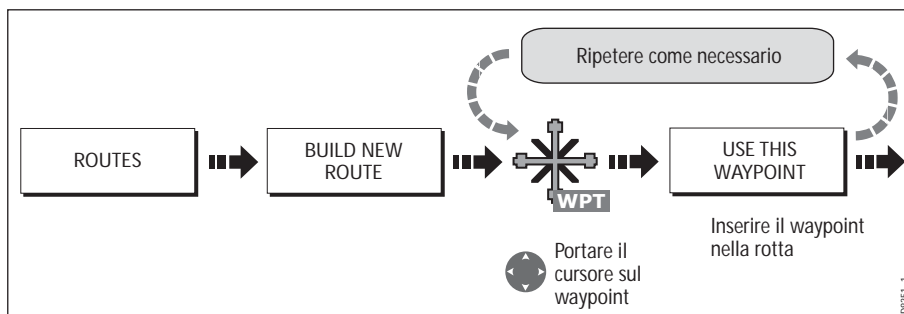 Ripetere come necessario
ROUTES
BUILD NEW
ROUTE
WPT
USE THIS
WAYPOINT
Portare il
cursore sul
waypoint
Inserire il waypoint
nella rotta